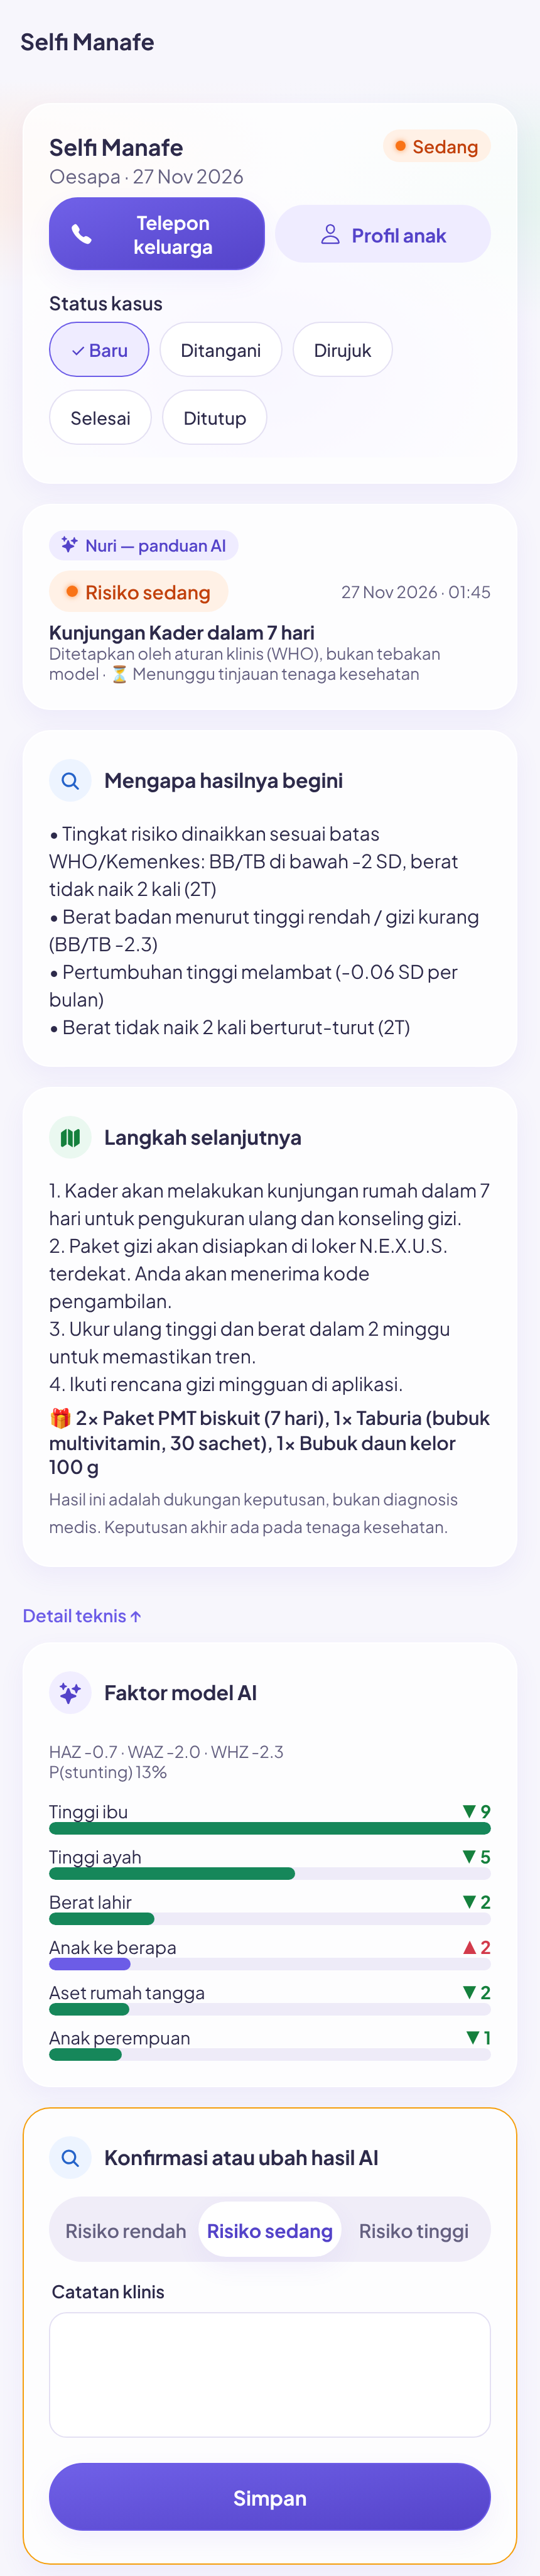 Selfi Manafe
Selfi Manafe
Sedang
Oesapa · 27 Nov 2026
Telepon
keluarga
Profil anak
Status kasus
✓ Baru
Ditangani
Dirujuk
Selesai
Ditutup
Nuri — panduan AI
Risiko sedang
27 Nov 2026 · 01:45
Kunjungan Kader dalam 7 hari
Ditetapkan oleh aturan klinis (WHO), bukan tebakan
model · ⏳ Menunggu tinjauan tenaga kesehatan
Mengapa hasilnya begini
• Tingkat risiko dinaikkan sesuai batas
WHO/Kemenkes: BB/TB di bawah -2 SD, berat
tidak naik 2 kali (2T)
• Berat badan menurut tinggi rendah / gizi kurang
(BB/TB -2.3)
• Pertumbuhan tinggi melambat (-0.06 SD per
bulan)
• Berat tidak naik 2 kali berturut-turut (2T)
Langkah selanjutnya
1. Kader akan melakukan kunjungan rumah dalam 7
hari untuk pengukuran ulang dan konseling gizi.
2. Paket gizi akan disiapkan di loker N.E.X.U.S.
terdekat. Anda akan menerima kode
pengambilan.
3. Ukur ulang tinggi dan berat dalam 2 minggu
untuk memastikan tren.
4. Ikuti rencana gizi mingguan di aplikasi.
🎁 2× Paket PMT biskuit (7 hari), 1× Taburia (bubuk
multivitamin, 30 sachet), 1× Bubuk daun kelor
100 g
Hasil ini adalah dukungan keputusan, bukan diagnosis
medis. Keputusan akhir ada pada tenaga kesehatan.
Detail teknis ↑
Faktor model AI
HAZ -0.7 · WAZ -2.0 · WHZ -2.3
P(stunting) 13%
Tinggi ibu ▼ 9
Tinggi ayah ▼ 5
Berat lahir ▼ 2
Anak ke berapa ▲ 2
Aset rumah tangga ▼ 2
Anak perempuan ▼ 1
Konfirmasi atau ubah hasil AI
Risiko rendah
Risiko sedang
Risiko tinggi
Catatan klinis
Simpan